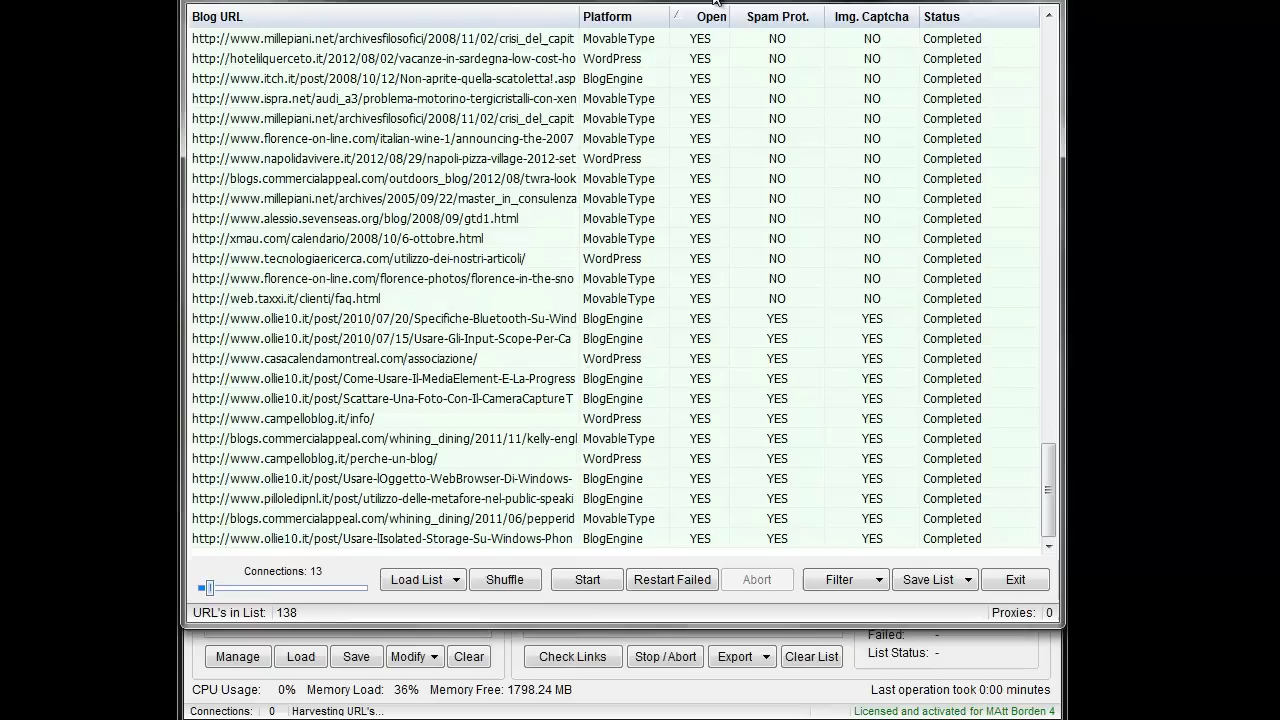 Blog URL Platform Open Spam Prot. Img. Captcha Status
http://www.millepiani.net/archivesfilosofici/2008/11/02/crisi_del_capit MovableType YES NO NO Completed
http://hotelilquerceto.it/2012/08/02/vacanze-in-sardegna-low-cost-ho WordPress YES NO NO Completed
http://www.itch.it/post/2008/10/12/Non-aprite-quella-scatoletta!.asp BlogEngine YES NO NO Completed
http://www.ispra.net/audi_a3/problema-motorino-tergicristalli-con-xen MovableType YES NO NO Completed
http://www.millepiani.net/archivesfilosofici/2008/11/02/crisi_del_capit MovableType YES NO NO Completed
http://www.florence-on-line.com/italian-wine-1/announcing-the-2007 MovableType YES NO NO Completed
http://www.napolidavivere.it/2012/08/29/napoli-pizza-village-2012-set WordPress YES NO NO Completed
http://blogs.commercialappeal.com/outdoors_blog/2012/08/twra-look MovableType YES NO NO Completed
http://www.millepiani.net/archives/2005/09/22/master_in_consulenza MovableType YES NO NO Completed
http://www.alessio.sevenseas.org/blog/2008/09/gtd1.html MovableType YES NO NO Completed
http://xmau.com/calendario/2008/10/6-ottobre.html MovableType YES NO NO Completed
http://www.tecnologiaericerca.com/utilizzo-dei-nostri-articoli/ WordPress YES NO NO Completed
http://www.florence-on-line.com/florence-photos/florence-in-the-sno MovableType YES NO NO Completed
http://web.taxxi.it/clienti/faq.html MovableType YES NO NO Completed
http://www.ollie10.it/post/2010/07/20/Specifiche-Bluetooth-Su-Wind BlogEngine YES YES YES Completed
http://www.ollie10.it/post/2010/07/15/Usare-Gli-Input-Scope-Per-Ca BlogEngine YES YES YES Completed
http://www.casacalendamontreal.com/associazione/ WordPress YES YES YES Completed
http://www.ollie10.it/post/Come-Usare-Il-MediaElement-E-La-Progress BlogEngine YES YES YES Completed
http://www.ollie10.it/post/Scattare-Una-Foto-Con-Il-CameraCaptureT BlogEngine YES YES YES Completed
http://www.campelloblog.it/info/ WordPress YES YES YES Completed
http://blogs.commercialappeal.com/whining_dining/2011/11/kelly-engl MovableType YES YES YES Completed
http://www.campelloblog.it/perche-un-blog/ WordPress YES YES YES Completed
http://www.ollie10.it/post/Usare-lOggetto-WebBrowser-Di-Windows- BlogEngine YES YES YES Completed
http://www.pilloledipnl.it/post/utilizzo-delle-metafore-nel-public-speaki BlogEngine YES YES YES Completed
http://blogs.commercialappeal.com/whining_dining/2011/06/pepperid MovableType YES YES YES Completed
http://www.ollie10.it/post/Usare-lIsolated-Storage-Su-Windows-Phon BlogEngine YES YES YES Completed
Connections: 13 Load List Shuffle Start Restart Failed Abort Filter Save List Exit
URL's in List: 138 Proxies: 0
Failed: -
List Status: -
Manage Load Save Modify Clear Check Links Stop / Abort Export Clear List
CPU Usage: 0% Memory Load: 36% Memory Free: 1798.24 MB Last operation took 0:00 minutes
Connections: 0 Harvesting URL's... Licensed and activated for MAtt Borden 4